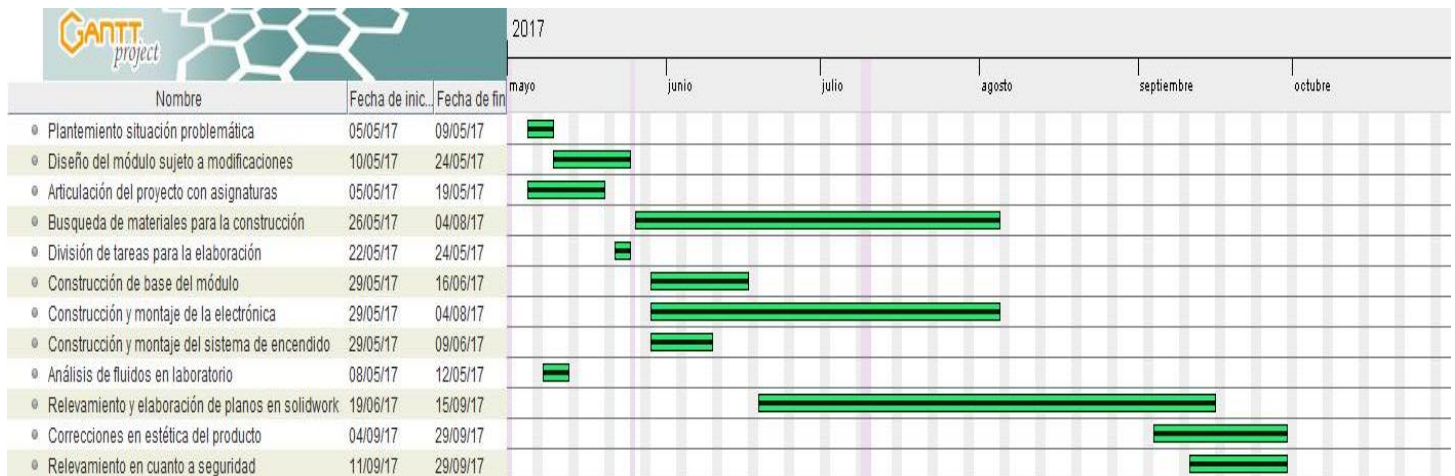 GANTT
project
2017
mayo junio julio agosto septiembre octubre
Nombre Fecha de inic... Fecha de fin
Plantemiento situación problemática 05/05/17 09/05/17
Diseño del módulo sujeto a modificaciones 10/05/17 24/05/17
Articulación del proyecto con asignaturas 05/05/17 19/05/17
Busqueda de materiales para la construcción 26/05/17 04/08/17
División de tareas para la elaboración 22/05/17 24/05/17
Construcción de base del módulo 29/05/17 16/06/17
Construcción y montaje de la electrónica 29/05/17 04/08/17
Construcción y montaje del sistema de encendido 29/05/17 09/06/17
Análisis de fluidos en laboratorio 08/05/17 12/05/17
Relevamiento y elaboración de planos en solidwork 19/06/17 15/09/17
Correcciones en estética del producto 04/09/17 29/09/17
Relevamiento en cuanto a seguridad 11/09/17 29/09/17